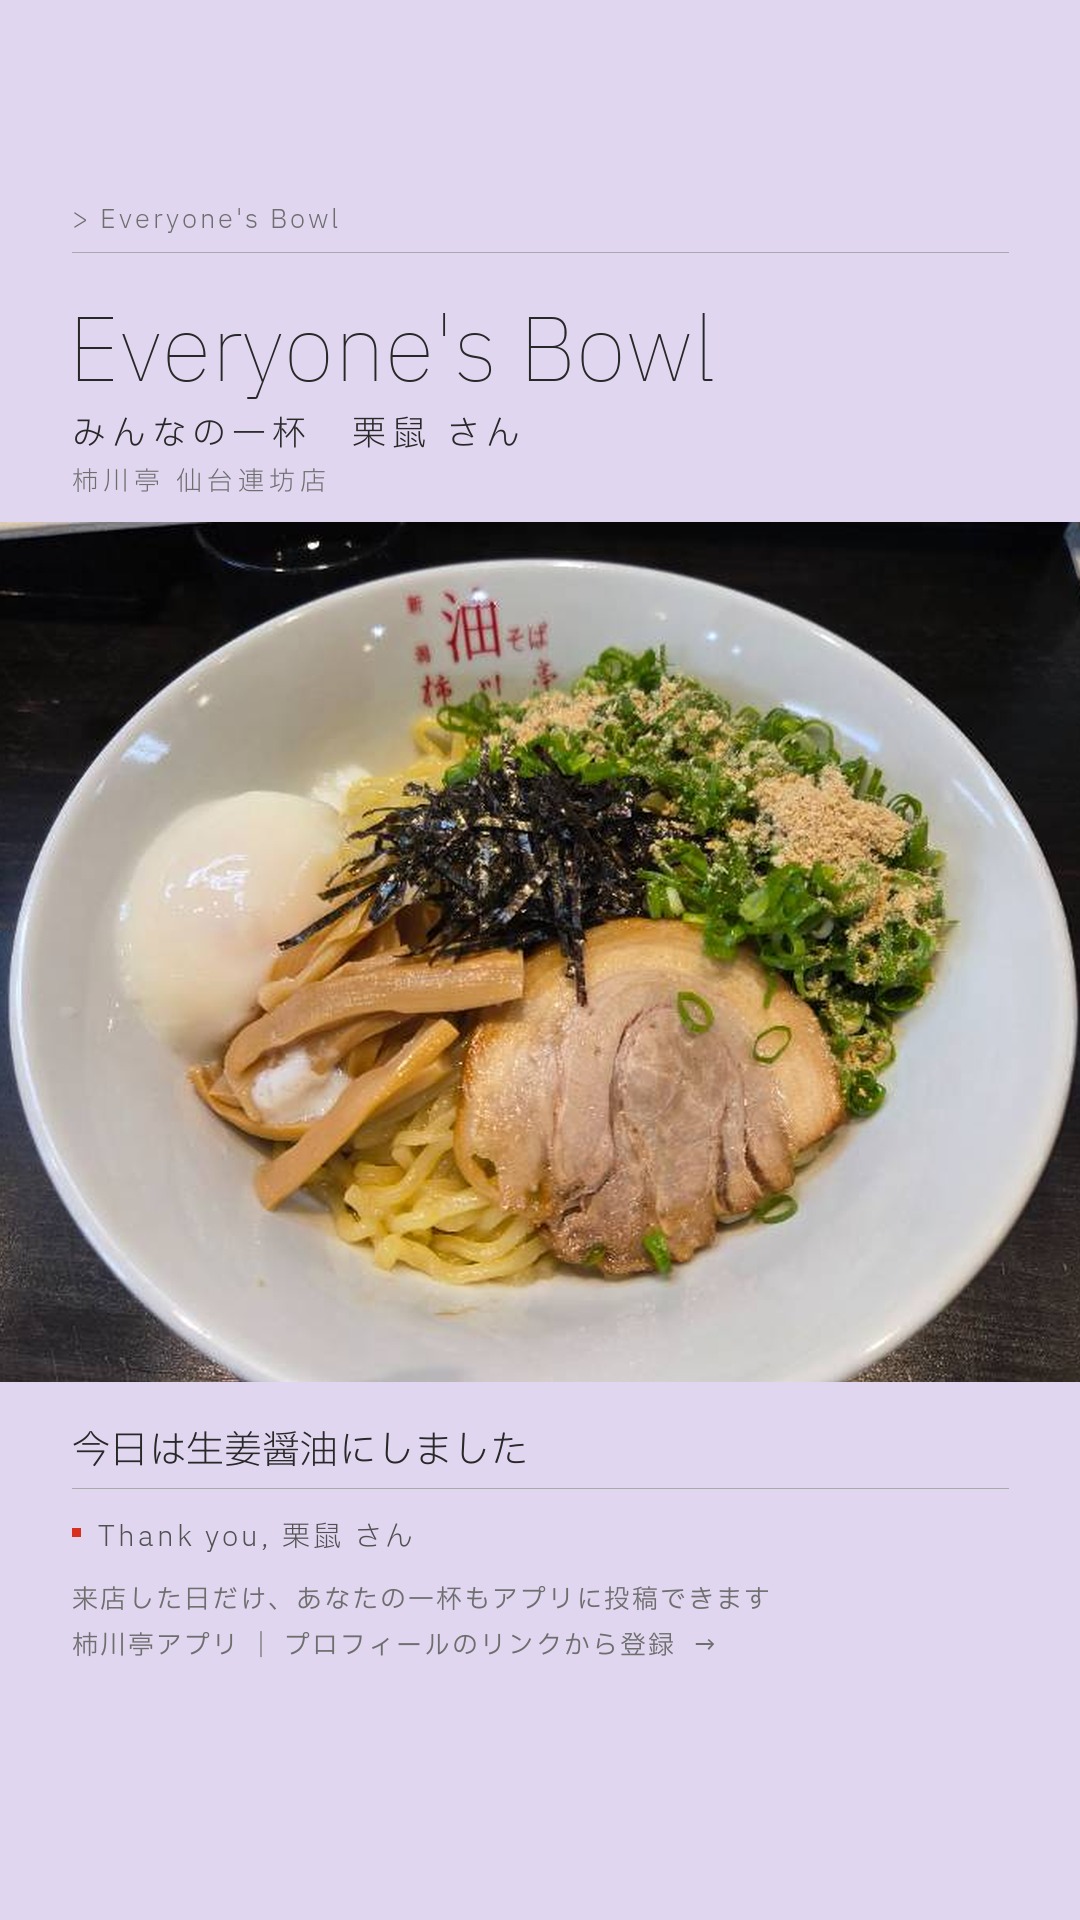 > Everyone's Bowl
Everyone's Bowl
みんなの一杯　栗鼠 さん
柿川亭 仙台連坊店
新潟 油そば
柿川亭
今日は生姜醤油にしました
Thank you, 栗鼠 さん
来店した日だけ、あなたの一杯もアプリに投稿できます
柿川亭アプリ ｜ プロフィールのリンクから登録 →